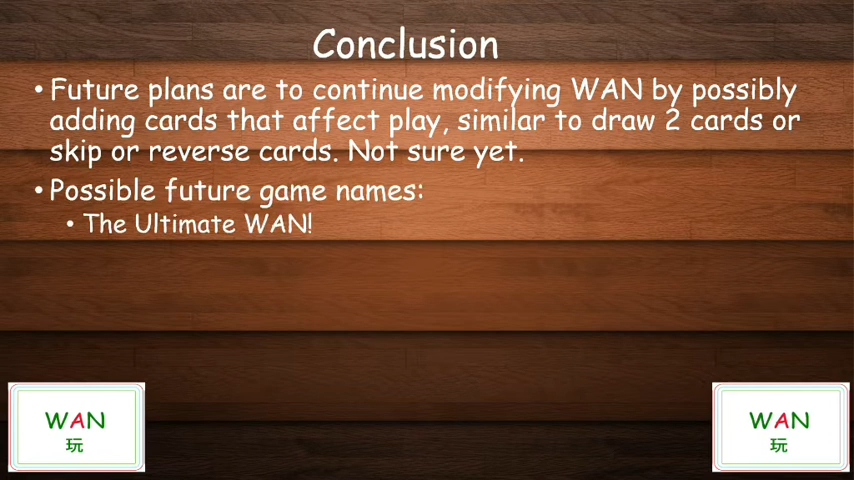 Conclusion
• Future plans are to continue modifying WAN by possibly
adding cards that affect play, similar to draw 2 cards or
skip or reverse cards. Not sure yet.
• Possible future game names:
• The Ultimate WAN!
WAN
玩
WAN
玩